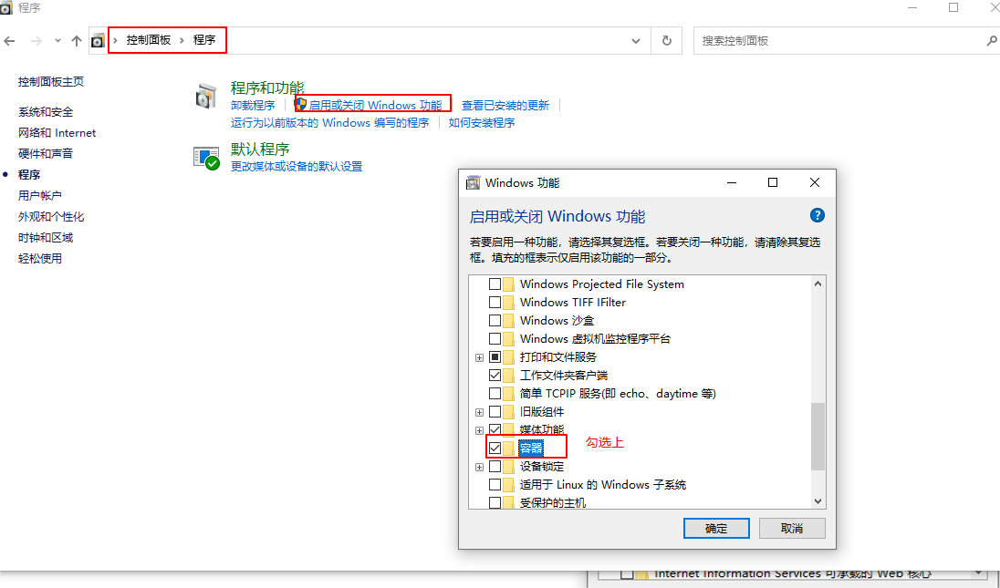 程序
控制面板 › 程序
搜索控制面板
控制面板主页
系统和安全
网络和 Internet
硬件和声音
程序
用户帐户
外观和个性化
时钟和区域
轻松使用
程序和功能
卸载程序 启用或关闭 Windows 功能 查看已安装的更新
运行为以前版本的 Windows 编写的程序 如何安装程序
默认程序
更改媒体或设备的默认设置
Windows 功能
启用或关闭 Windows 功能
若要启用一种功能，请选择其复选框。若要关闭一种功能，请清除其复选
框。填充的框表示仅启用该功能的一部分。
Windows Projected File System
Windows TIFF IFilter
Windows 沙盒
Windows 虚拟机监控程序平台
打印和文件服务
工作文件夹客户端
简单 TCPIP 服务(即 echo、daytime 等)
旧版组件
媒体功能
容器 勾选上
设备锁定
适用于 Linux 的 Windows 子系统
受保护的主机
确定 取消
Internet Information Services 可承载的 Web 核心